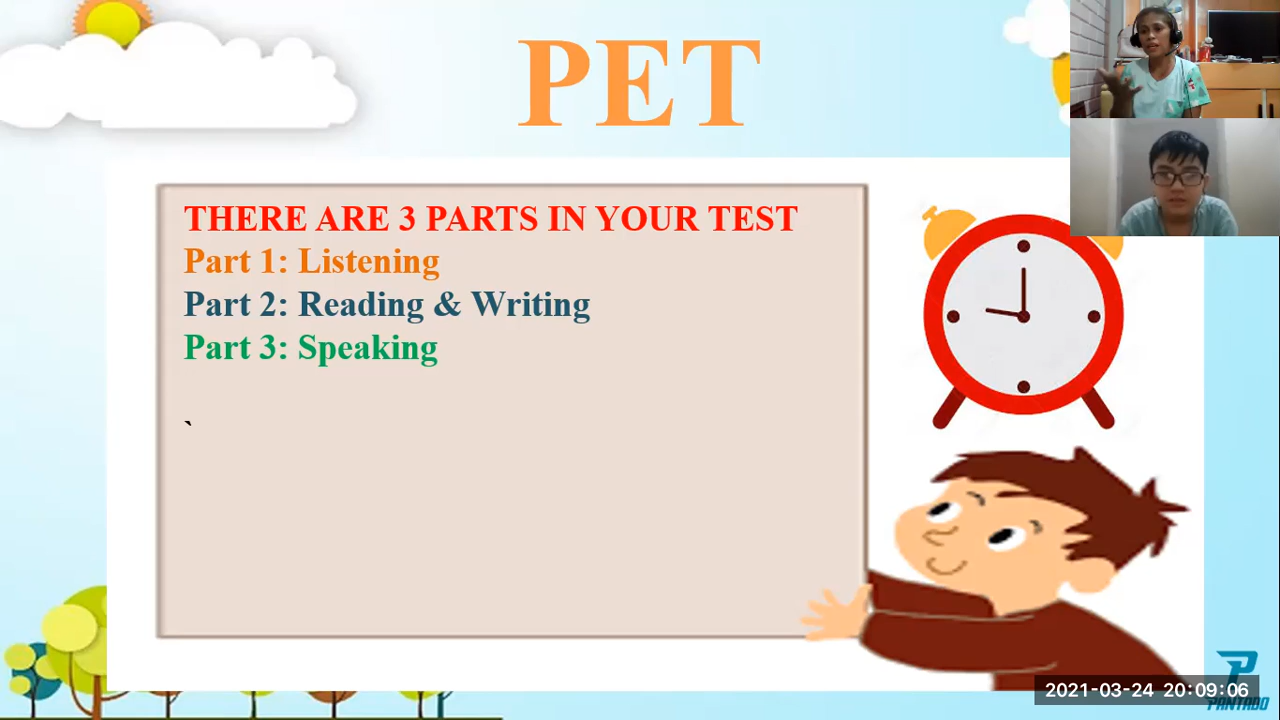 PET
THERE ARE 3 PARTS IN YOUR TEST
Part 1: Listening
Part 2: Reading & Writing
Part 3: Speaking
`
2021-03-24 20:09:06
PANTADO